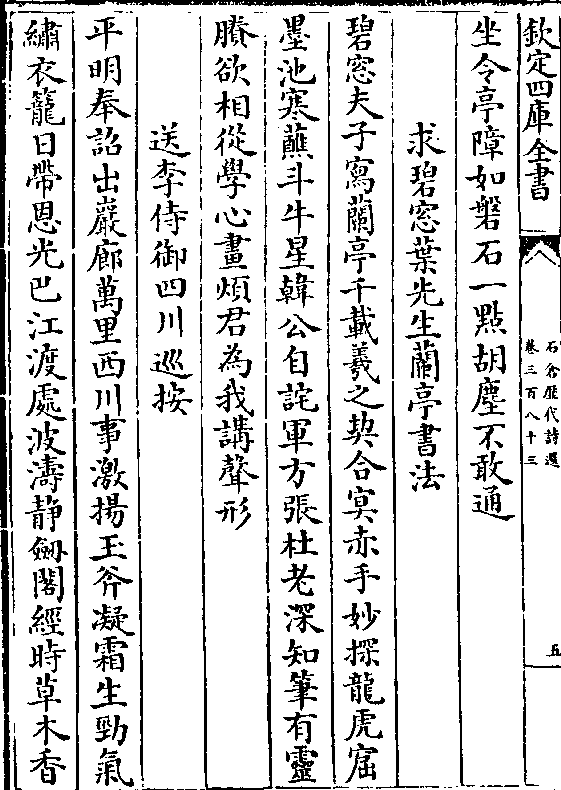 欽定四庫全書
石倉歷代詩選
卷三百八十三
五
坐令亭障如磐石一點胡塵不敢通
求碧窓葉先生蘭亭書法
碧窓夫子寫蘭亭千載羲之契合㝠赤手妙探龍虎窟
墨池寒蘸斗牛星韓公自詫軍方張杜老深知筆有靈
賸欲相從學心畫煩君為我講聲形
送李侍御四川巡按
平明奉詔出巖廊萬里西川事激揚玉斧凝霜生勁氣
繡衣籠日帶恩光巴江渡處波濤静劔閣經時草木香